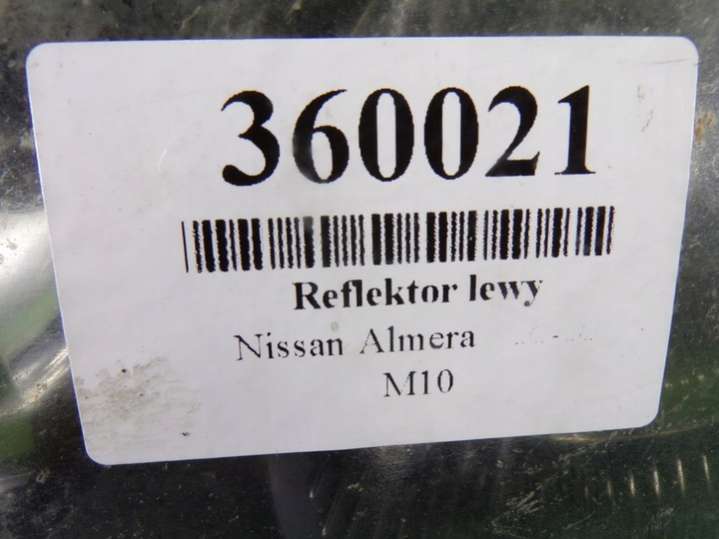 360021
Reflektor lewy
Nissan Almera
M10